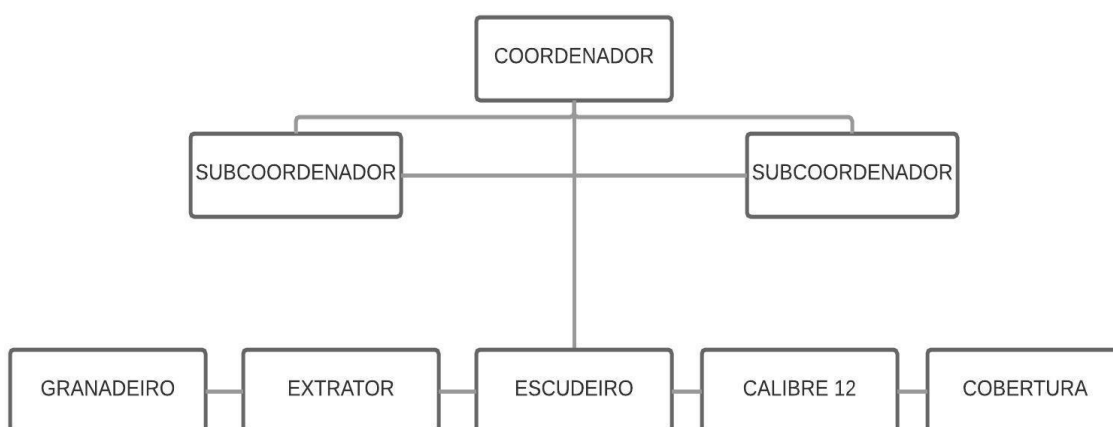 COORDENADOR
SUBCOORDENADOR
SUBCOORDENADOR
GRANADEIRO
EXTRATOR
ESCUDEIRO
CALIBRE 12
COBERTURA